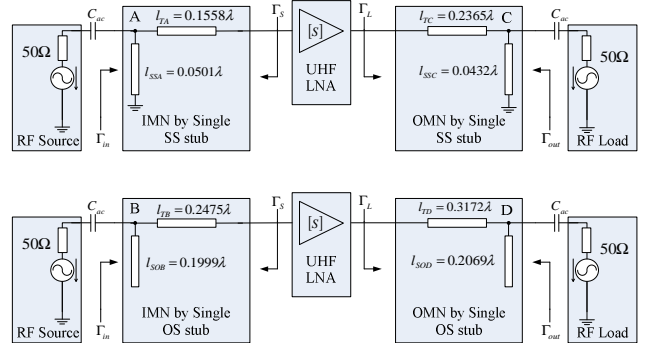 C_ac A l_TA = 0.1558λ Γ_S Γ_L l_TC = 0.2365λ C C_ac
50Ω [s] 50Ω
l_SSA = 0.0501λ UHF LNA l_SSC = 0.0432λ
RF Source Γ_in IMN by Single SS stub OMN by Single SS stub Γ_out RF Load
C_ac B l_TB = 0.2475λ Γ_S Γ_L l_TD = 0.3172λ D C_ac
50Ω [s] 50Ω
l_SOB = 0.1999λ UHF LNA l_SOD = 0.2069λ
RF Source Γ_in IMN by Single OS stub OMN by Single OS stub Γ_out RF Load